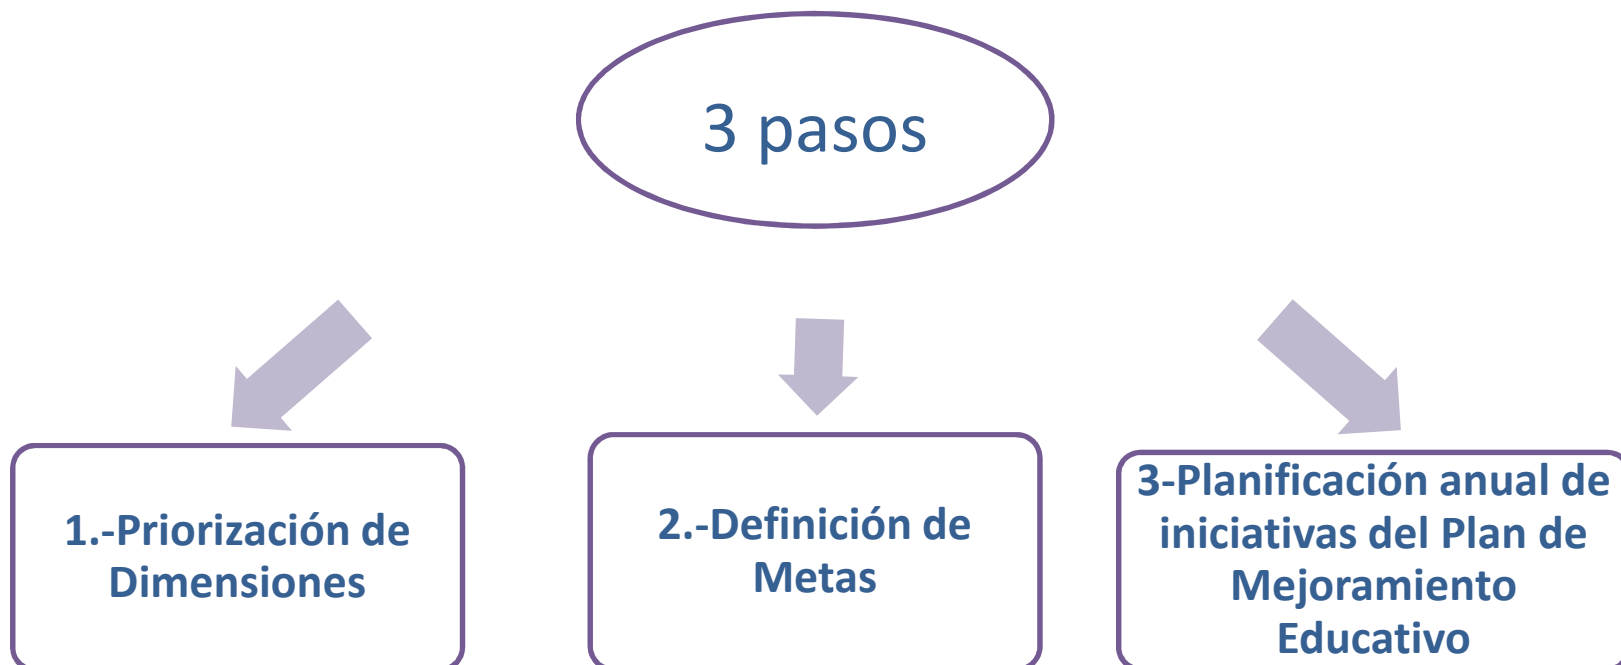 3 pasos
1.-Priorización de
Dimensiones
2.-Definición de
Metas
3-Planificación anual de
iniciativas del Plan de
Mejoramiento
Educativo